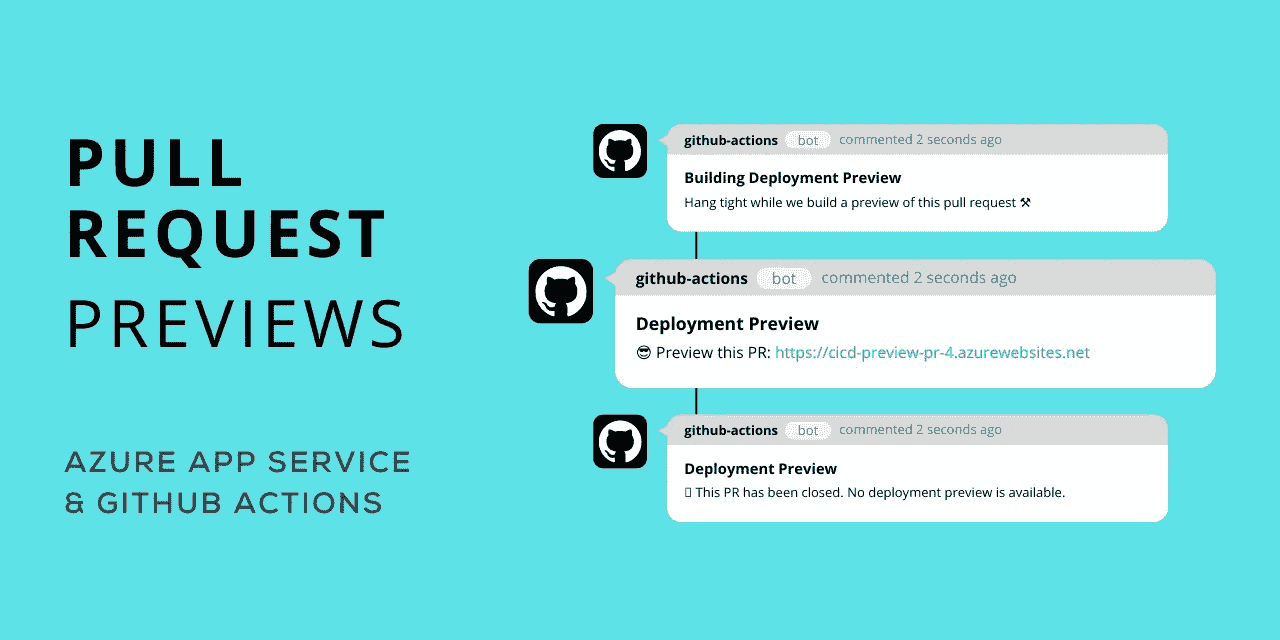 PULL
REQUEST
PREVIEWS
AZURE APP SERVICE
& GITHUB ACTIONS
github-actions bot commented 2 seconds ago
Building Deployment Preview
Hang tight while we build a preview of this pull request ⚒
github-actions bot commented 2 seconds ago
Deployment Preview
😎 Preview this PR: https://cicd-preview-pr-4.azurewebsites.net
github-actions bot commented 2 seconds ago
Deployment Preview
▯ This PR has been closed. No deployment preview is available.